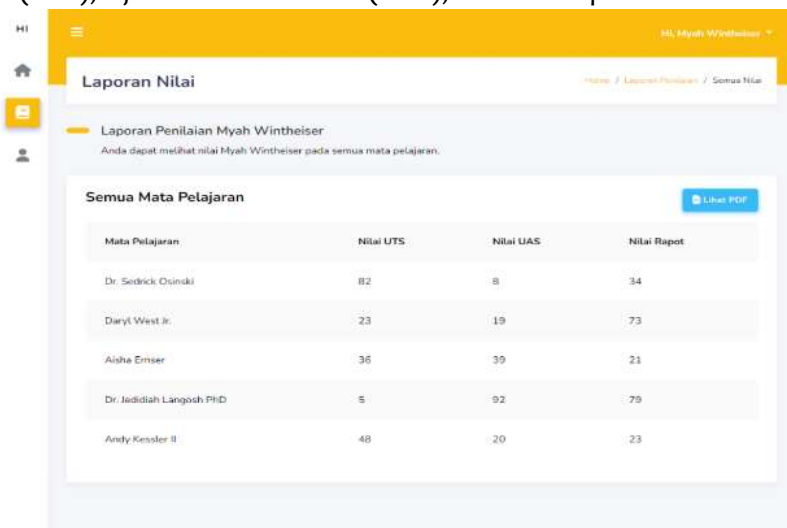 HI
Hi, Myah Wintheiser
Laporan Nilai
Home / Laporan Penilaian / Semua Nilai
Laporan Penilaian Myah Wintheiser
Anda dapat melihat nilai Myah Wintheiser pada semua mata pelajaran.
Semua Mata Pelajaran
Lihat PDF
Mata Pelajaran Nilai UTS Nilai UAS Nilai Rapot
Dr. Sedrick Osinski 82 8 34
Daryl West Jr. 23 19 73
Aisha Ernser 36 39 21
Dr. Jedidiah Langosh PhD 5 92 79
Andy Kessler II 48 20 23